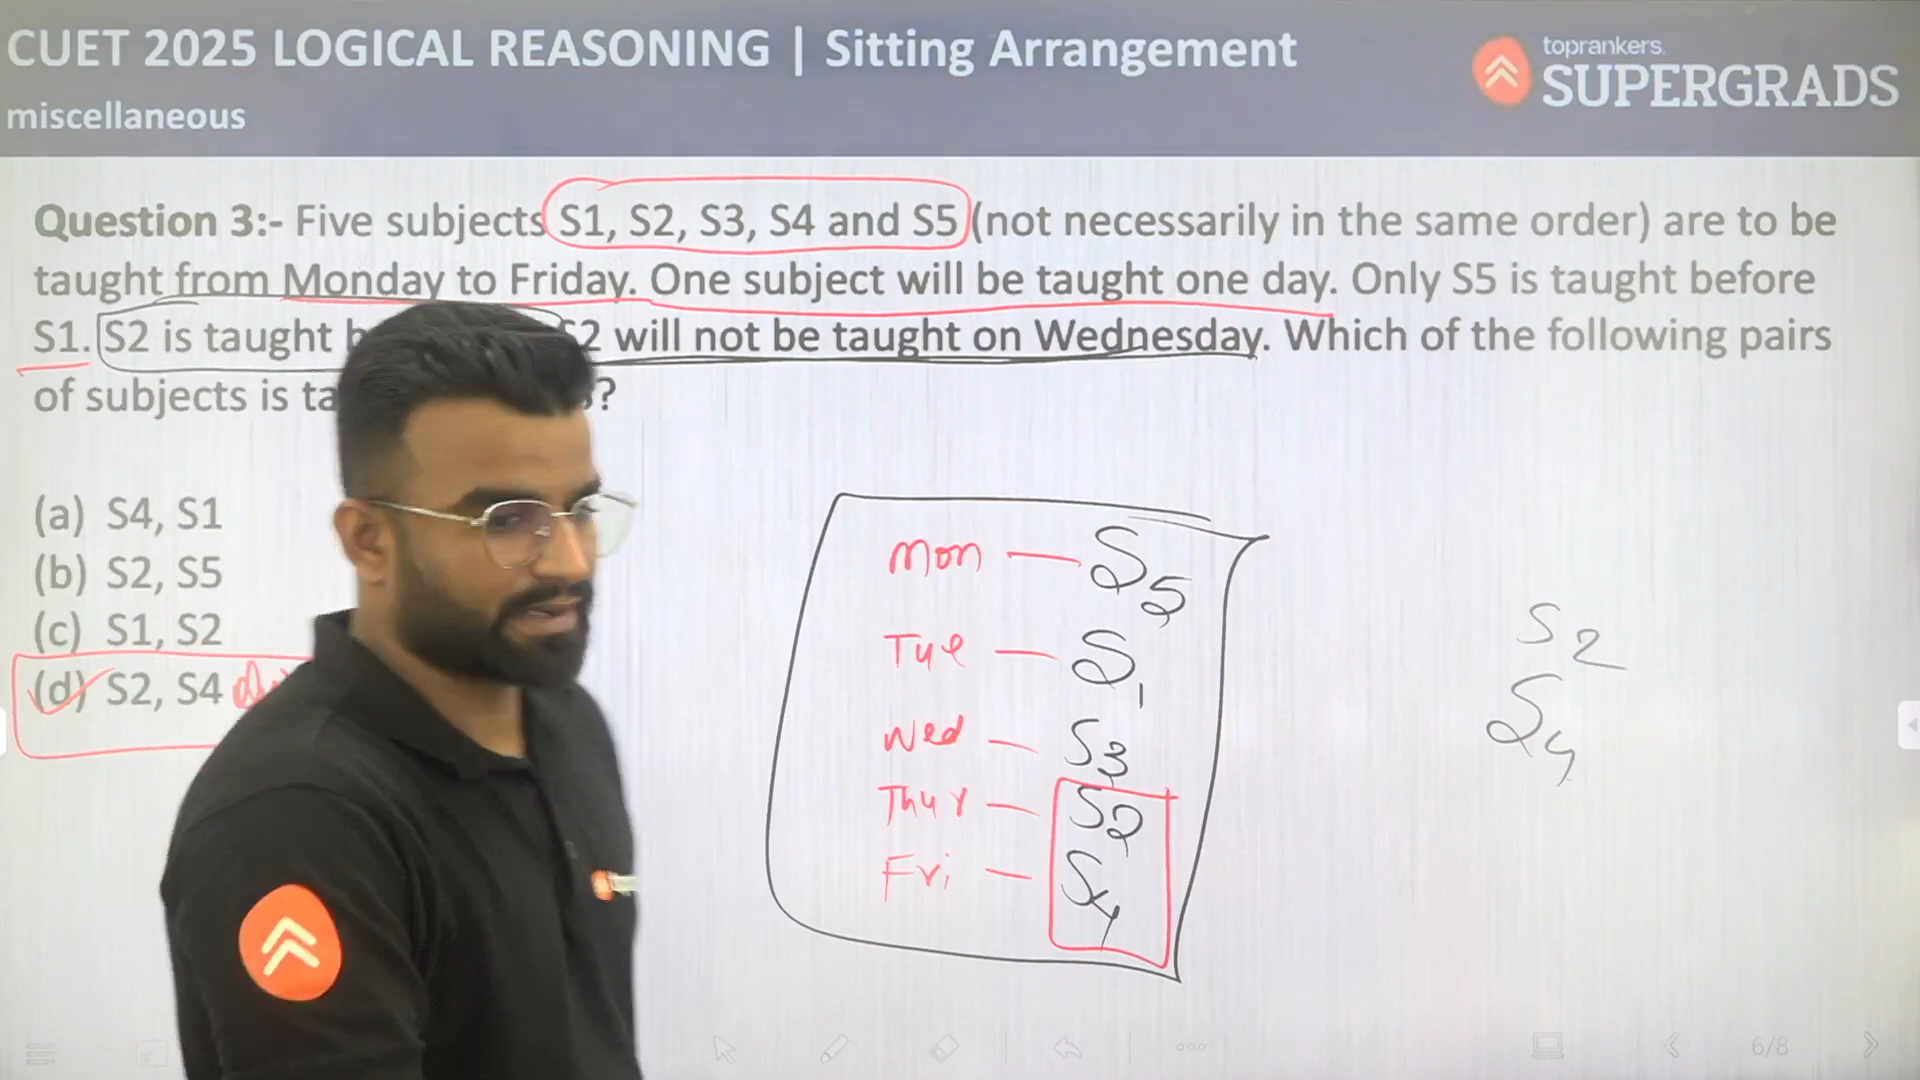 CUET 2025 LOGICAL REASONING | Sitting Arrangement
miscellaneous
toprankers.
SUPERGRADS
Question 3:- Five subjects S1, S2, S3, S4 and S5 (not necessarily in the same order) are to be
taught from Monday to Friday. One subject will be taught one day. Only S5 is taught before
S1. S2 is taught S2 will not be taught on Wednesday. Which of the following pairs
of subjects is ?
(a) S4, S1
(b) S2, S5
(c) S1, S2
(d) S2, S4
Mon — S5
Tue — S1
Wed — S3
Thur — S2
Fri — S4
S2
S4
6/8